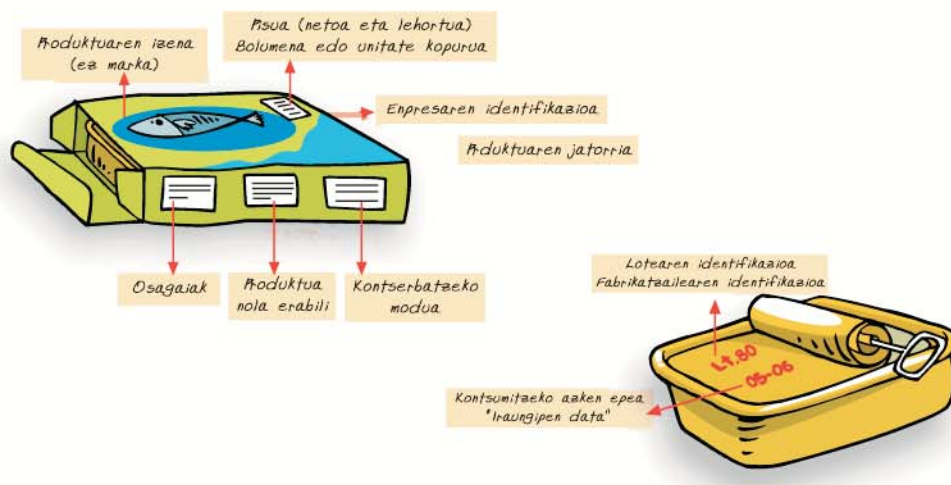 Produktuaren izena
(ez marka)
Pisua (netoa eta lehortua)
Bolumena edo unitate kopurua
Enpresaren identifikazioa
Produktuaren jatorria
Osagaiak
Produktua
nola erabili
Kontserbatzeko
modua
Lotearen identifikazioa
Fabrikatzailearen identifikazioa
Lt.80
05-06
Kontsumitzeko azken epea
"Iraungipen data"